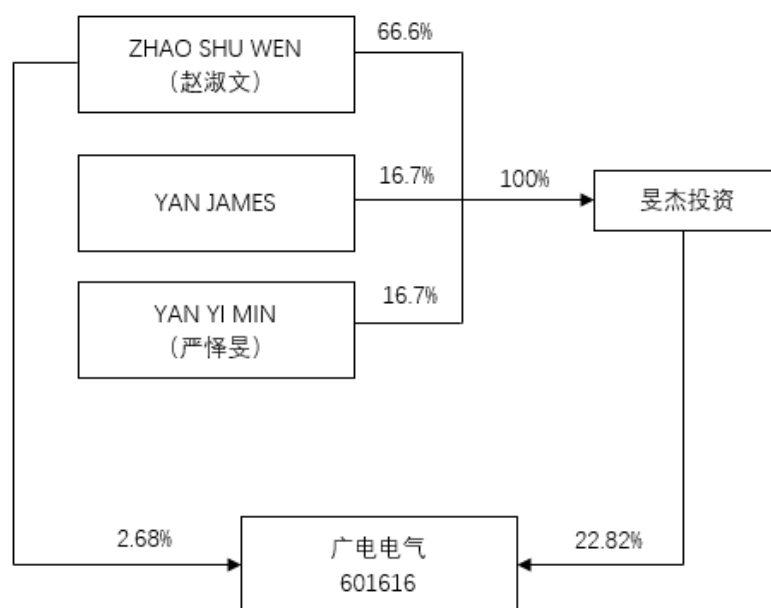 ZHAO SHU WEN
（赵淑文）
66.6%
YAN JAMES
16.7%
100%
旻杰投资
YAN YI MIN
（严怿旻）
16.7%
2.68%
广电电气
601616
22.82%